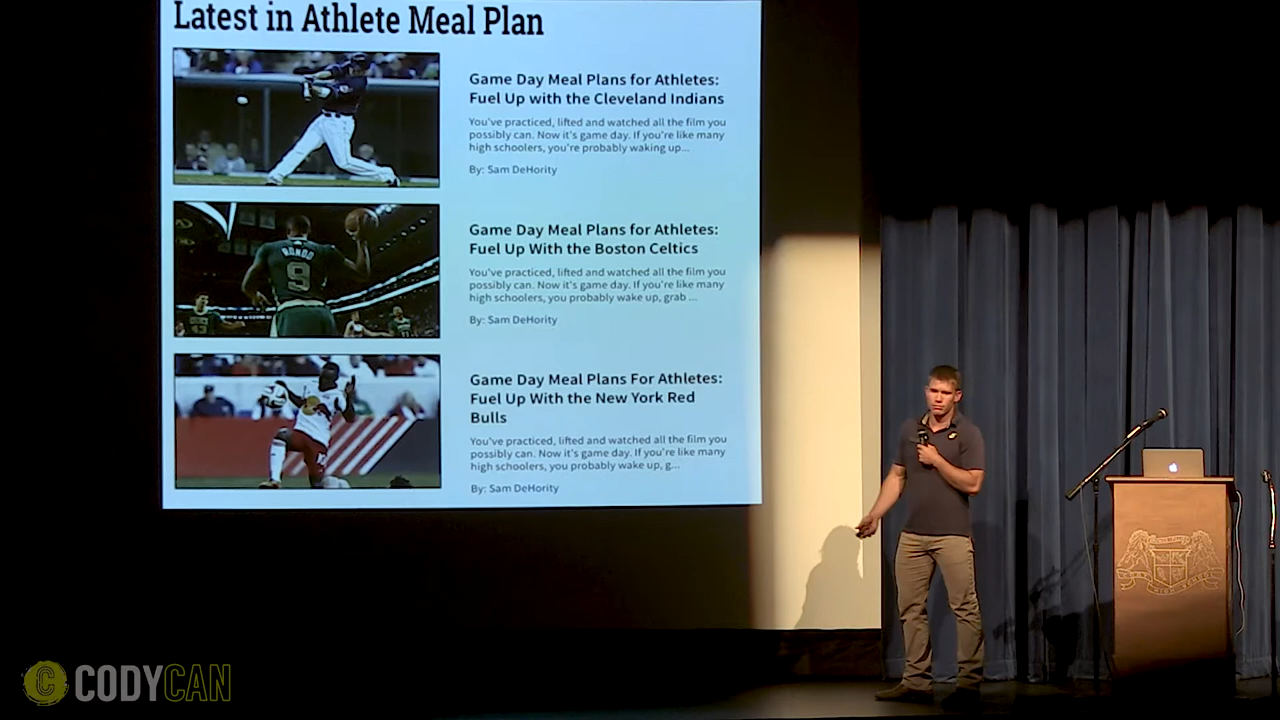 Latest in Athlete Meal Plan
Game Day Meal Plans for Athletes:
Fuel Up with the Cleveland Indians
You've practiced, lifted and watched all the film you
possibly can. Now it's game day. If you're like many
high schoolers, you're probably waking up...
By: Sam DeHority
RONDO
9
Game Day Meal Plans for Athletes:
Fuel Up With the Boston Celtics
You've practiced, lifted and watched all the film you
possibly can. Now it's game day. If you're like many
high schoolers, you probably wake up, grab ...
By: Sam DeHority
Game Day Meal Plans For Athletes:
Fuel Up With the New York Red
Bulls
You've practiced, lifted and watched all the film you
possibly can. Now it's game day. If you're like many
high schoolers, you probably wake up, g...
By: Sam DeHority
HIGH SCHOOL
C CODYCAN